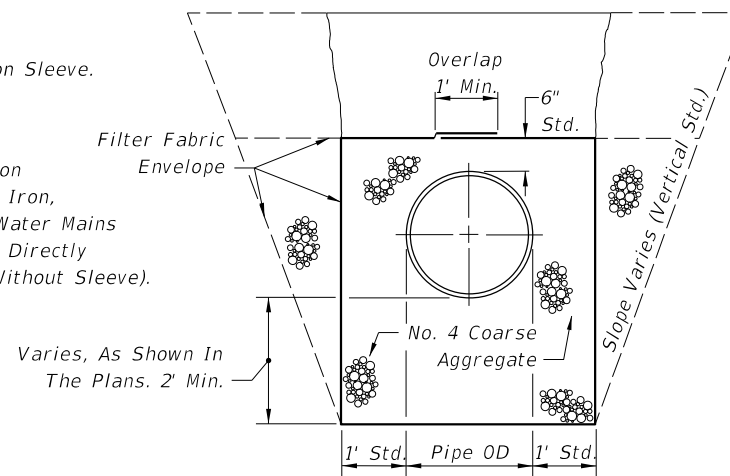 on Sleeve.
Overlap
1' Min.
6"
Std.
Filter Fabric
Envelope
on
Iron,
Water Mains
Directly
Without Sleeve).
Slope Varies (Vertical Std.)
No. 4 Coarse
Aggregate
Varies, As Shown In
The Plans. 2' Min.
1' Std.
Pipe OD
1' Std.